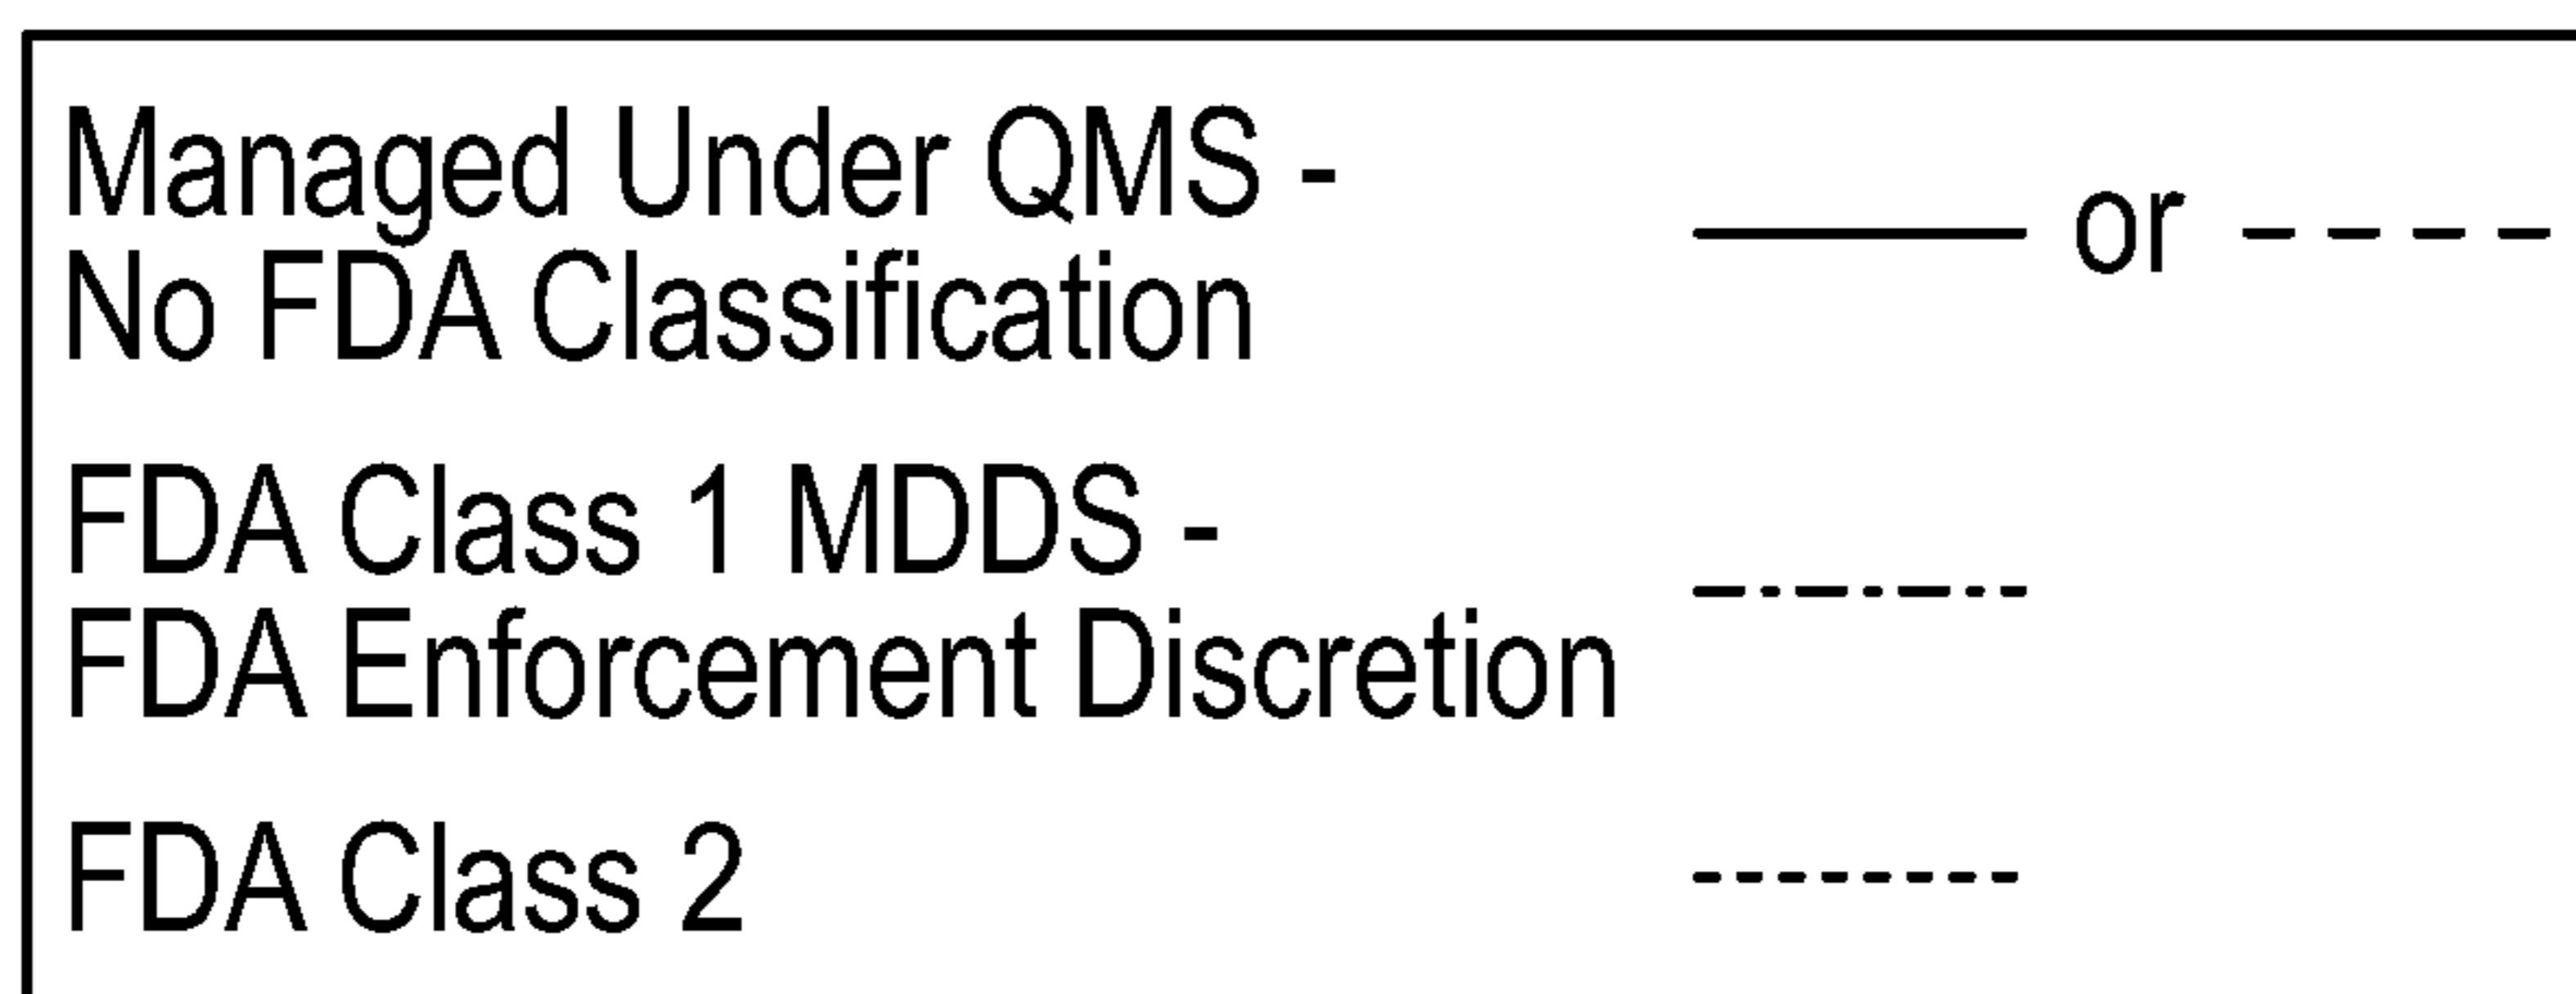 Managed Under QMS -
or
No FDA Classification
FDA Class 1 MDDS -
FDA Enforcement Discretion
FDA Class 2